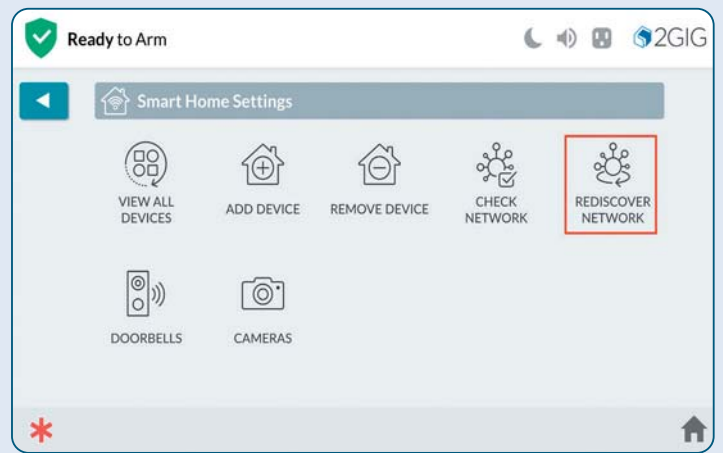 Ready to Arm
2GIG
Smart Home Settings
VIEW ALL
DEVICES
ADD DEVICE
REMOVE DEVICE
CHECK
NETWORK
REDISCOVER
NETWORK
DOORBELLS
CAMERAS